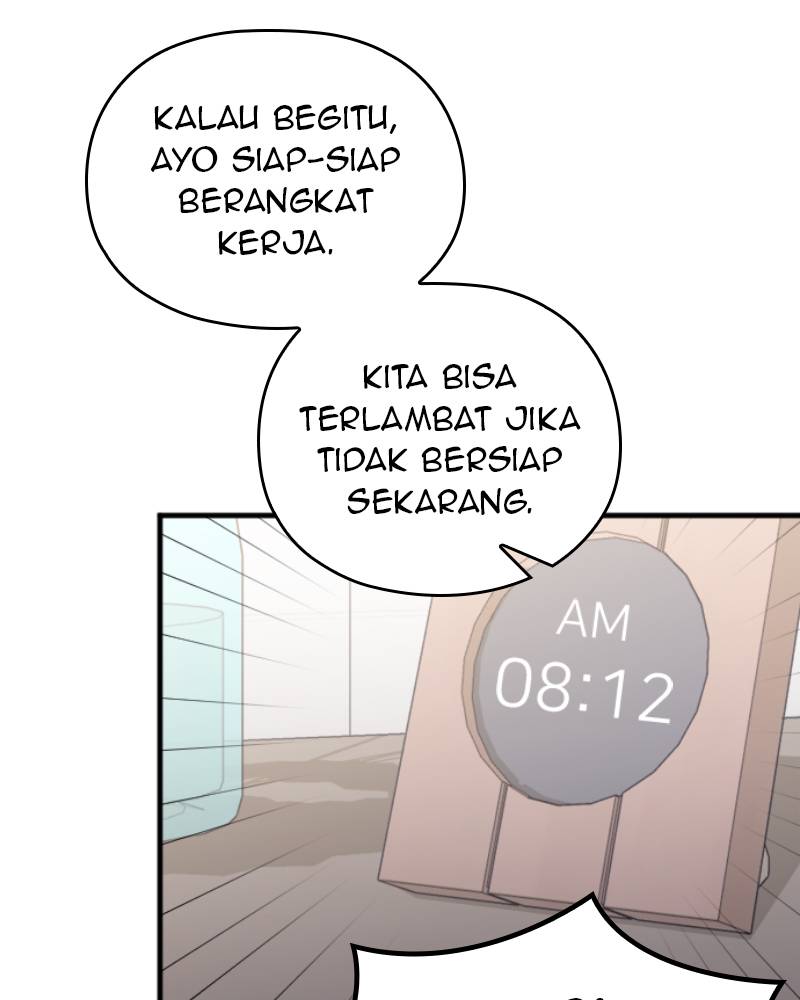 KALAU BEGITU,
AYO SIAP-SIAP
BERANGKAT
KERJA.
KITA BISA
TERLAMBAT JIKA
TIDAK BERSIAP
SEKARANG.
AM
08:12